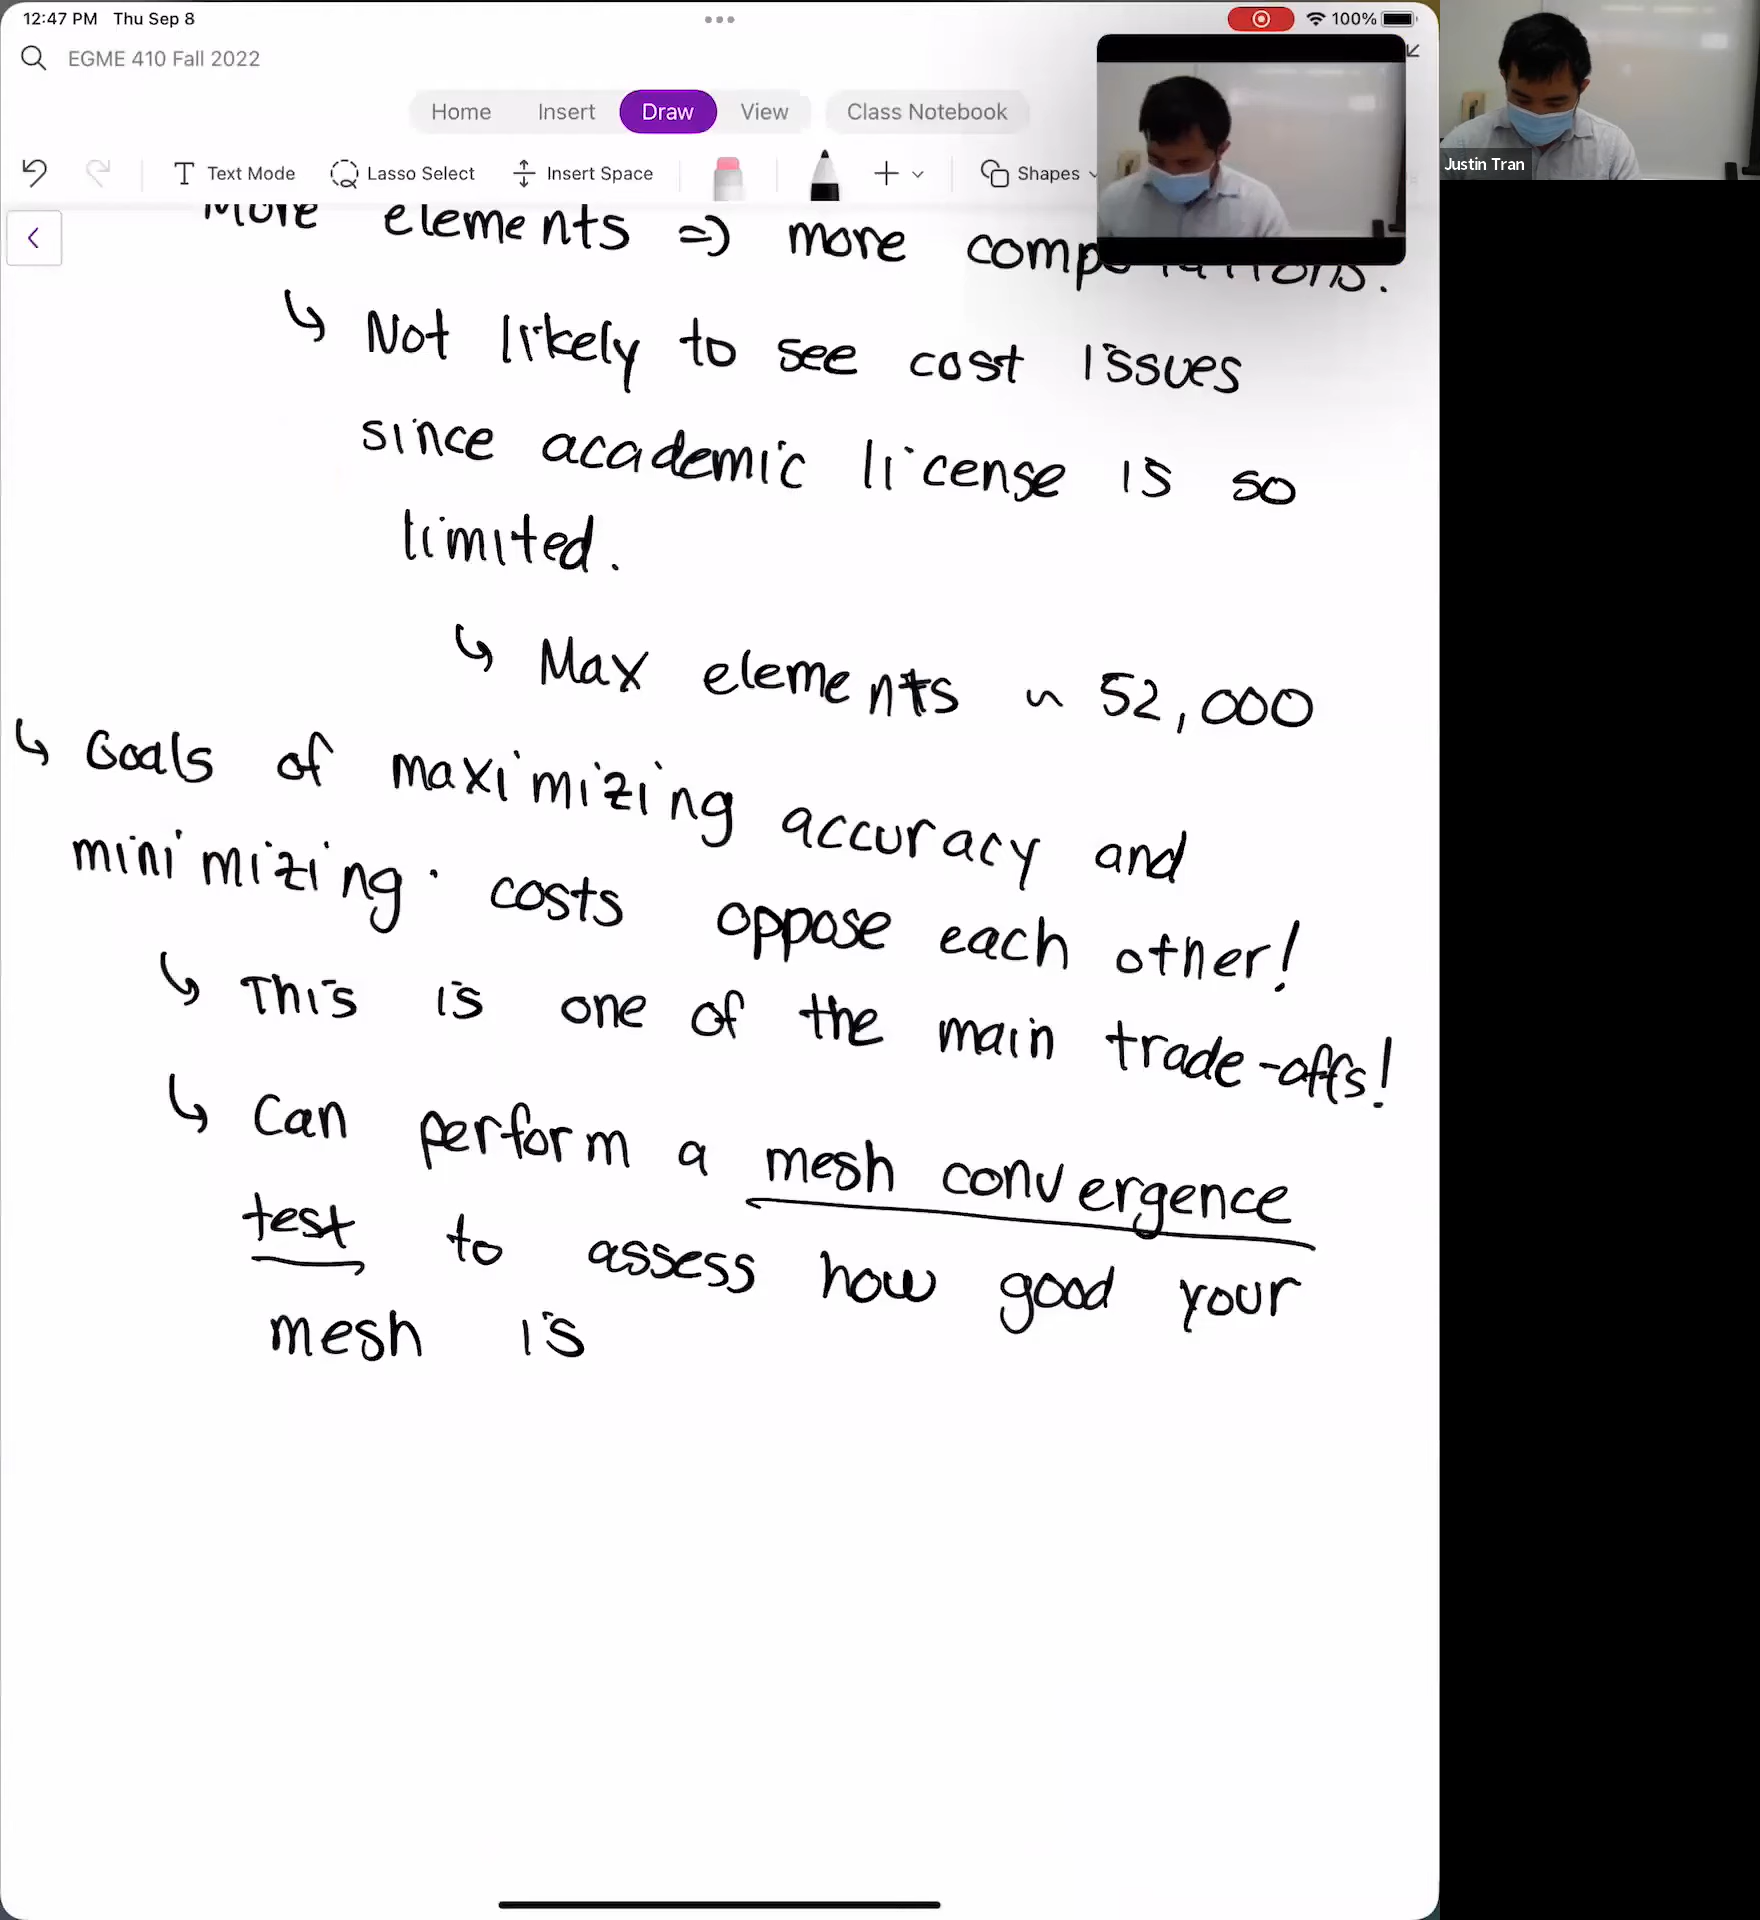 12:47 PM Thu Sep 8
100%
EGME 410 Fall 2022
Home Insert Draw View Class Notebook
Text Mode Lasso Select Insert Space Shapes
Justin Tran
More elements => more computations.
↳ Not likely to see cost issues
since academic license is so
limited.
↳ Max elements ~ 52,000
↳ Goals of maximizing accuracy and
minimizing costs oppose each other!
↳ This is one of the main trade-offs!
↳ Can perform a mesh convergence
test to assess how good your
mesh is